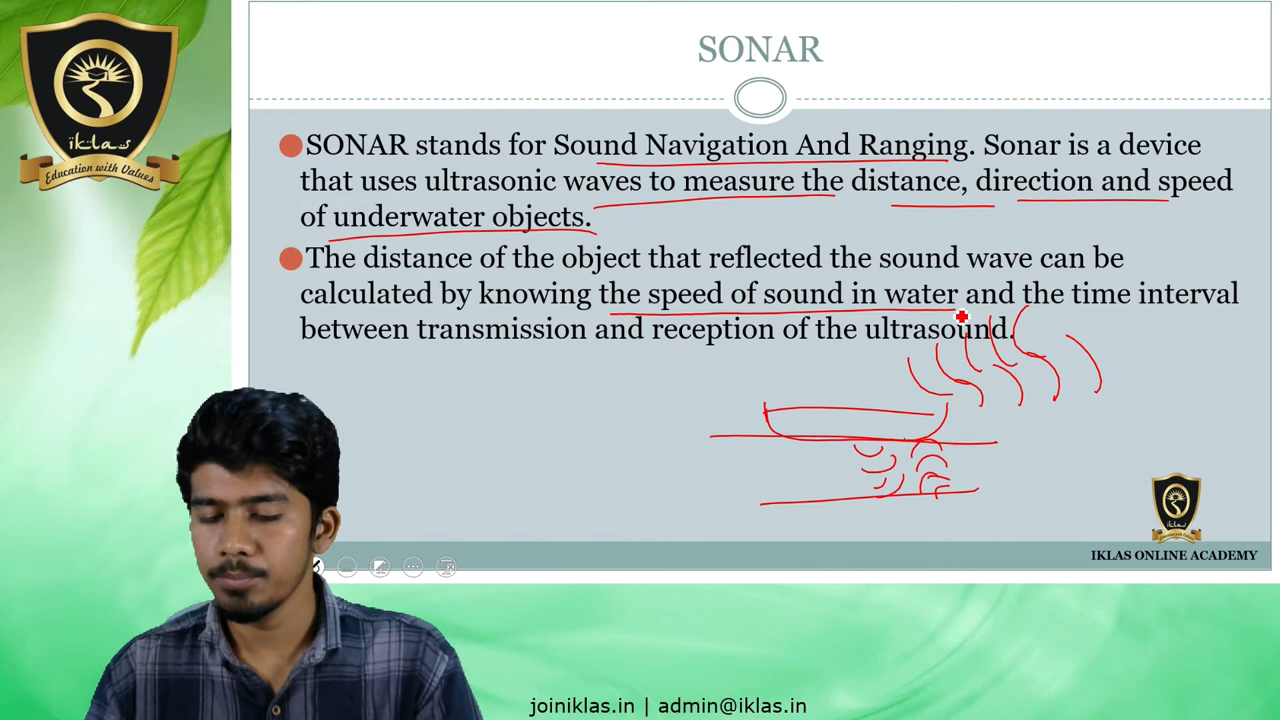 SONAR
SONAR stands for Sound Navigation And Ranging. Sonar is a device
that uses ultrasonic waves to measure the distance, direction and speed
of underwater objects.
The distance of the object that reflected the sound wave can be
calculated by knowing the speed of sound in water and the time interval
between transmission and reception of the ultrasound.
iklas
Education with Values
iklas
IKLAS ONLINE ACADEMY
joiniklas.in | admin@iklas.in